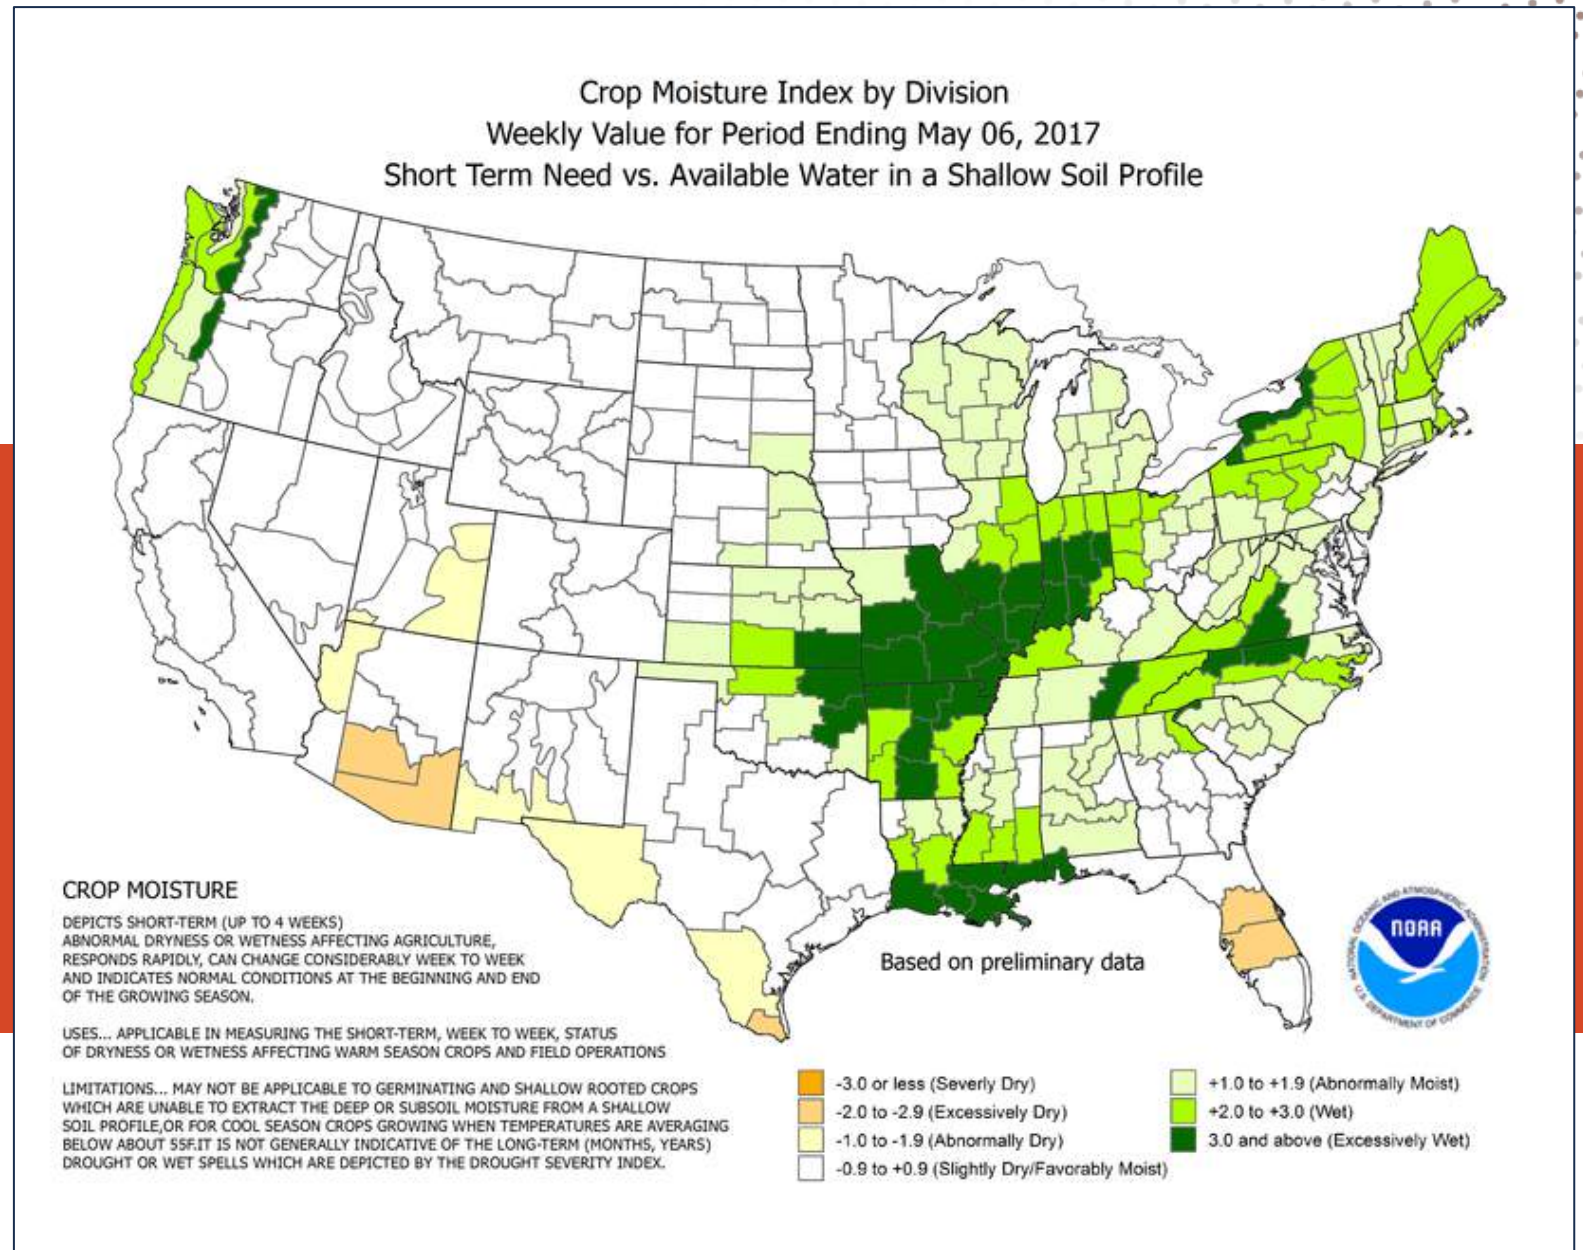 Crop Moisture Index by Division
Weekly Value for Period Ending May 06, 2017
Short Term Need vs. Available Water in a Shallow Soil Profile
CROP MOISTURE
DEPICTS SHORT-TERM (UP TO 4 WEEKS)
ABNORMAL DRYNESS OR WETNESS AFFECTING AGRICULTURE,
RESPONDS RAPIDLY, CAN CHANGE CONSIDERABLY WEEK TO WEEK
AND INDICATES NORMAL CONDITIONS AT THE BEGINNING AND END
OF THE GROWING SEASON.
USES... APPLICABLE IN MEASURING THE SHORT-TERM, WEEK TO WEEK, STATUS
OF DRYNESS OR WETNESS AFFECTING WARM SEASON CROPS AND FIELD OPERATIONS
LIMITATIONS... MAY NOT BE APPLICABLE TO GERMINATING AND SHALLOW ROOTED CROPS
WHICH ARE UNABLE TO EXTRACT THE DEEP OR SUBSOIL MOISTURE FROM A SHALLOW
SOIL PROFILE,OR FOR COOL SEASON CROPS GROWING WHEN TEMPERATURES ARE AVERAGING
BELOW ABOUT 55F.IT IS NOT GENERALLY INDICATIVE OF THE LONG-TERM (MONTHS, YEARS)
DROUGHT OR WET SPELLS WHICH ARE DEPICTED BY THE DROUGHT SEVERITY INDEX.
Based on preliminary data
NATIONAL OCEANIC AND ATMOSPHERIC ADMINISTRATION
NOAA
U.S. DEPARTMENT OF COMMERCE
-3.0 or less (Severly Dry)
-2.0 to -2.9 (Excessively Dry)
-1.0 to -1.9 (Abnormally Dry)
-0.9 to +0.9 (Slightly Dry/Favorably Moist)
+1.0 to +1.9 (Abnormally Moist)
+2.0 to +3.0 (Wet)
3.0 and above (Excessively Wet)